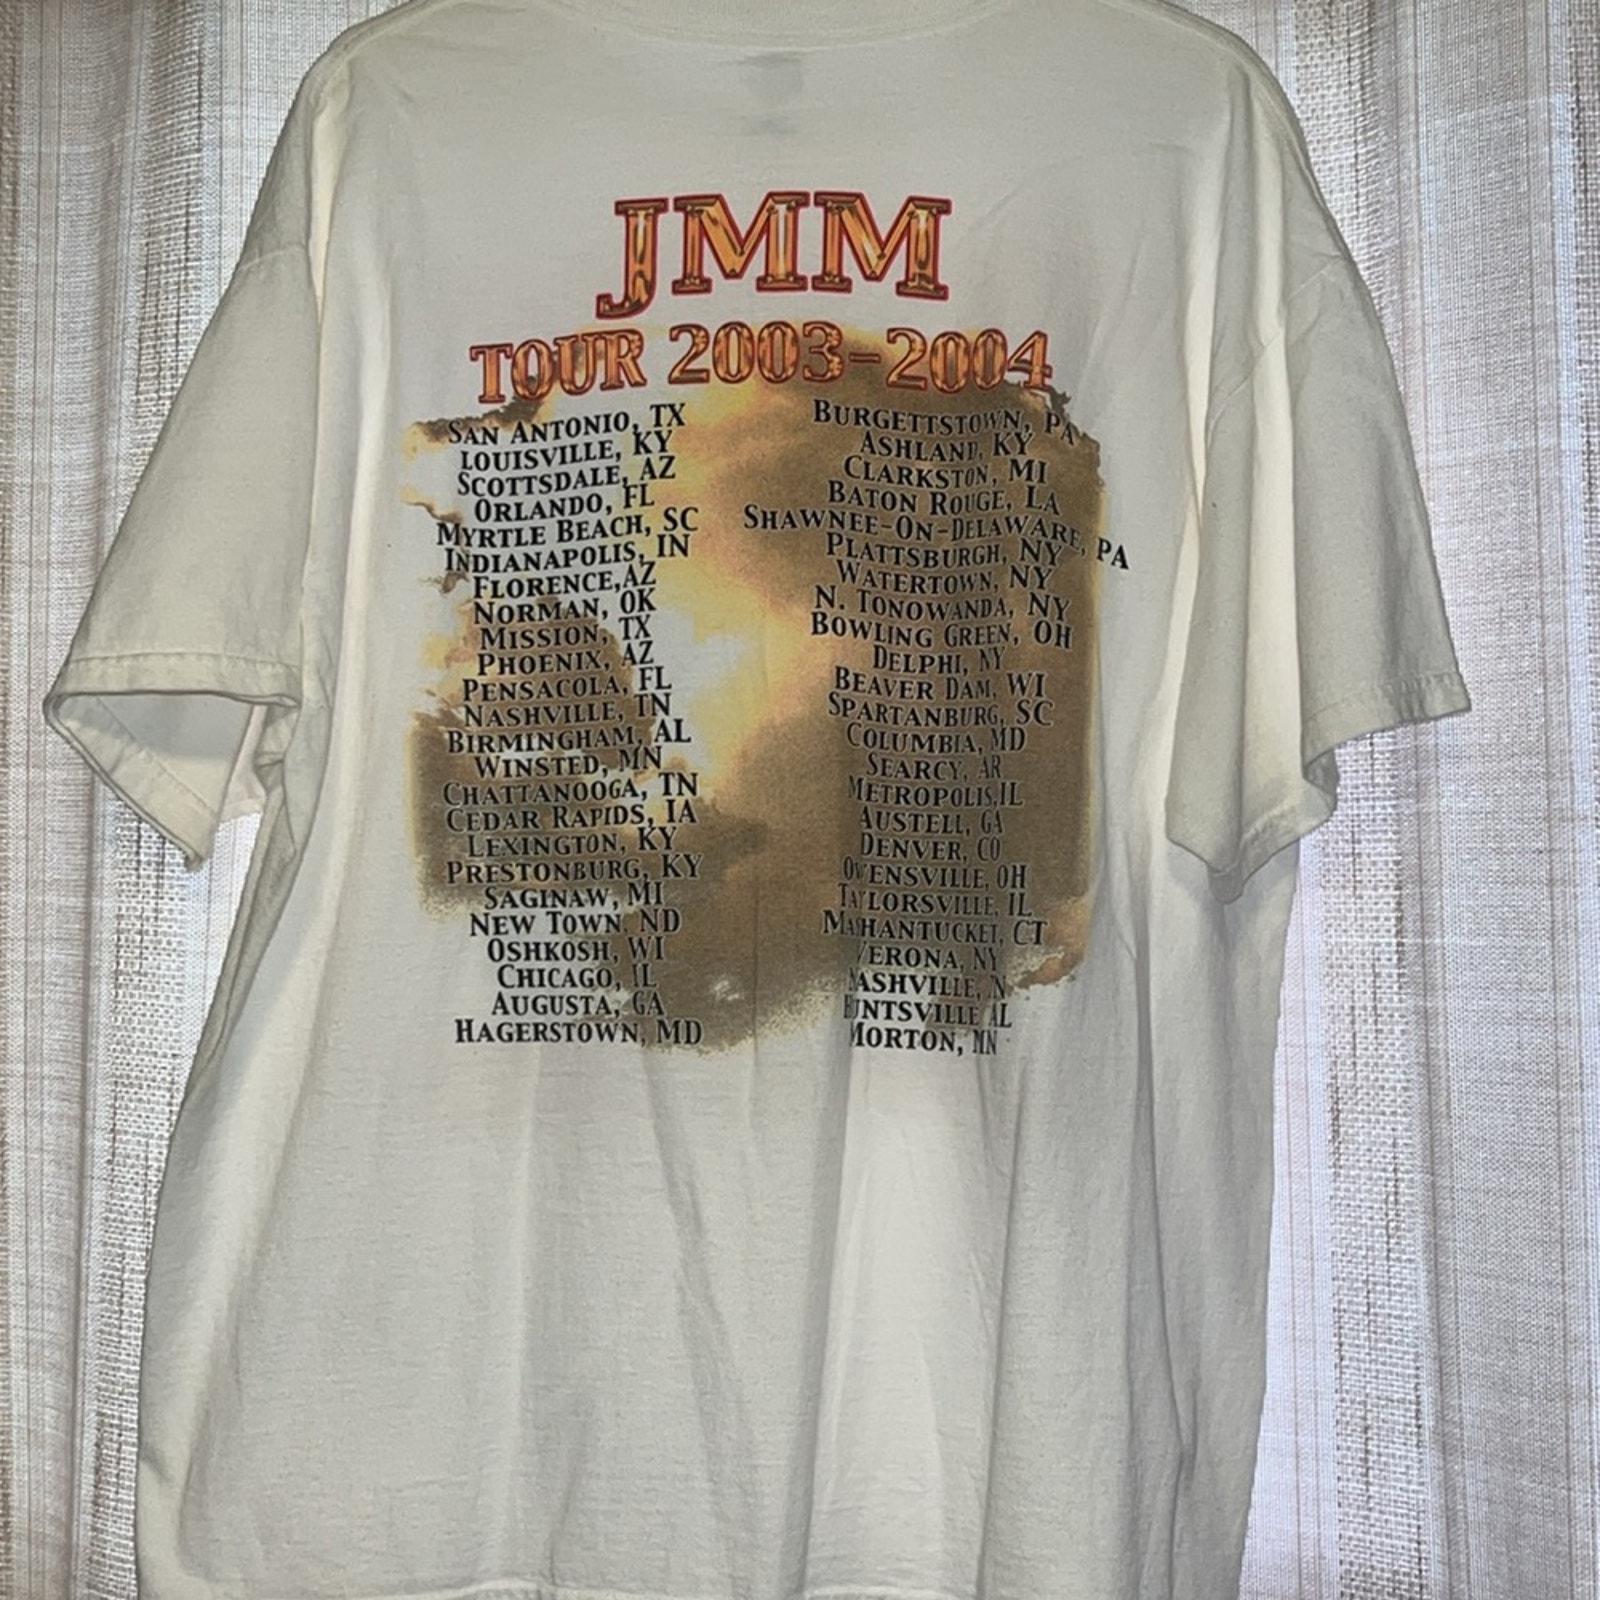 JMM
TOUR 2003-2004
SAN ANTONIO, TX
LOUISVILLE, KY
SCOTTSDALE, AZ
ORLANDO, FL
MYRTLE BEACH, SC
INDIANAPOLIS, IN
FLORENCE,AZ
NORMAN, OK
MISSION, TX
PHOENIX, AZ
PENSACOLA, FL
NASHVILLE, TN
BIRMINGHAM, AL
WINSTED, MN
CHATTANOOGA, TN
CEDAR RAPIDS, IA
LEXINGTON, KY
PRESTONBURG, KY
SAGINAW, MI
NEW TOWN, ND
OSHKOSH, WI
CHICAGO, IL
AUGUSTA, GA
HAGERSTOWN, MD
BURGETTSTOWN, PA
ASHLAND, KY
CLARKSTON, MI
BATON ROUGE, LA
SHAWNEE-ON-DELAWARE, PA
PLATTSBURGH, NY
WATERTOWN, NY
N. TONOWANDA, NY
BOWLING GREEN, OH
DELPHI, NY
BEAVER DAM, WI
SPARTANBURG, SC
COLUMBIA, MD
SEARCY, AR
METROPOLIS,IL
AUSTELL, GA
DENVER, CO
OWENSVILLE, OH
TAYLORSVILLE, IL
MASHANTUCKET, CT
VERONA, NY
NASHVILLE, IN
HUNTSVILLE AL
MORTON, MN